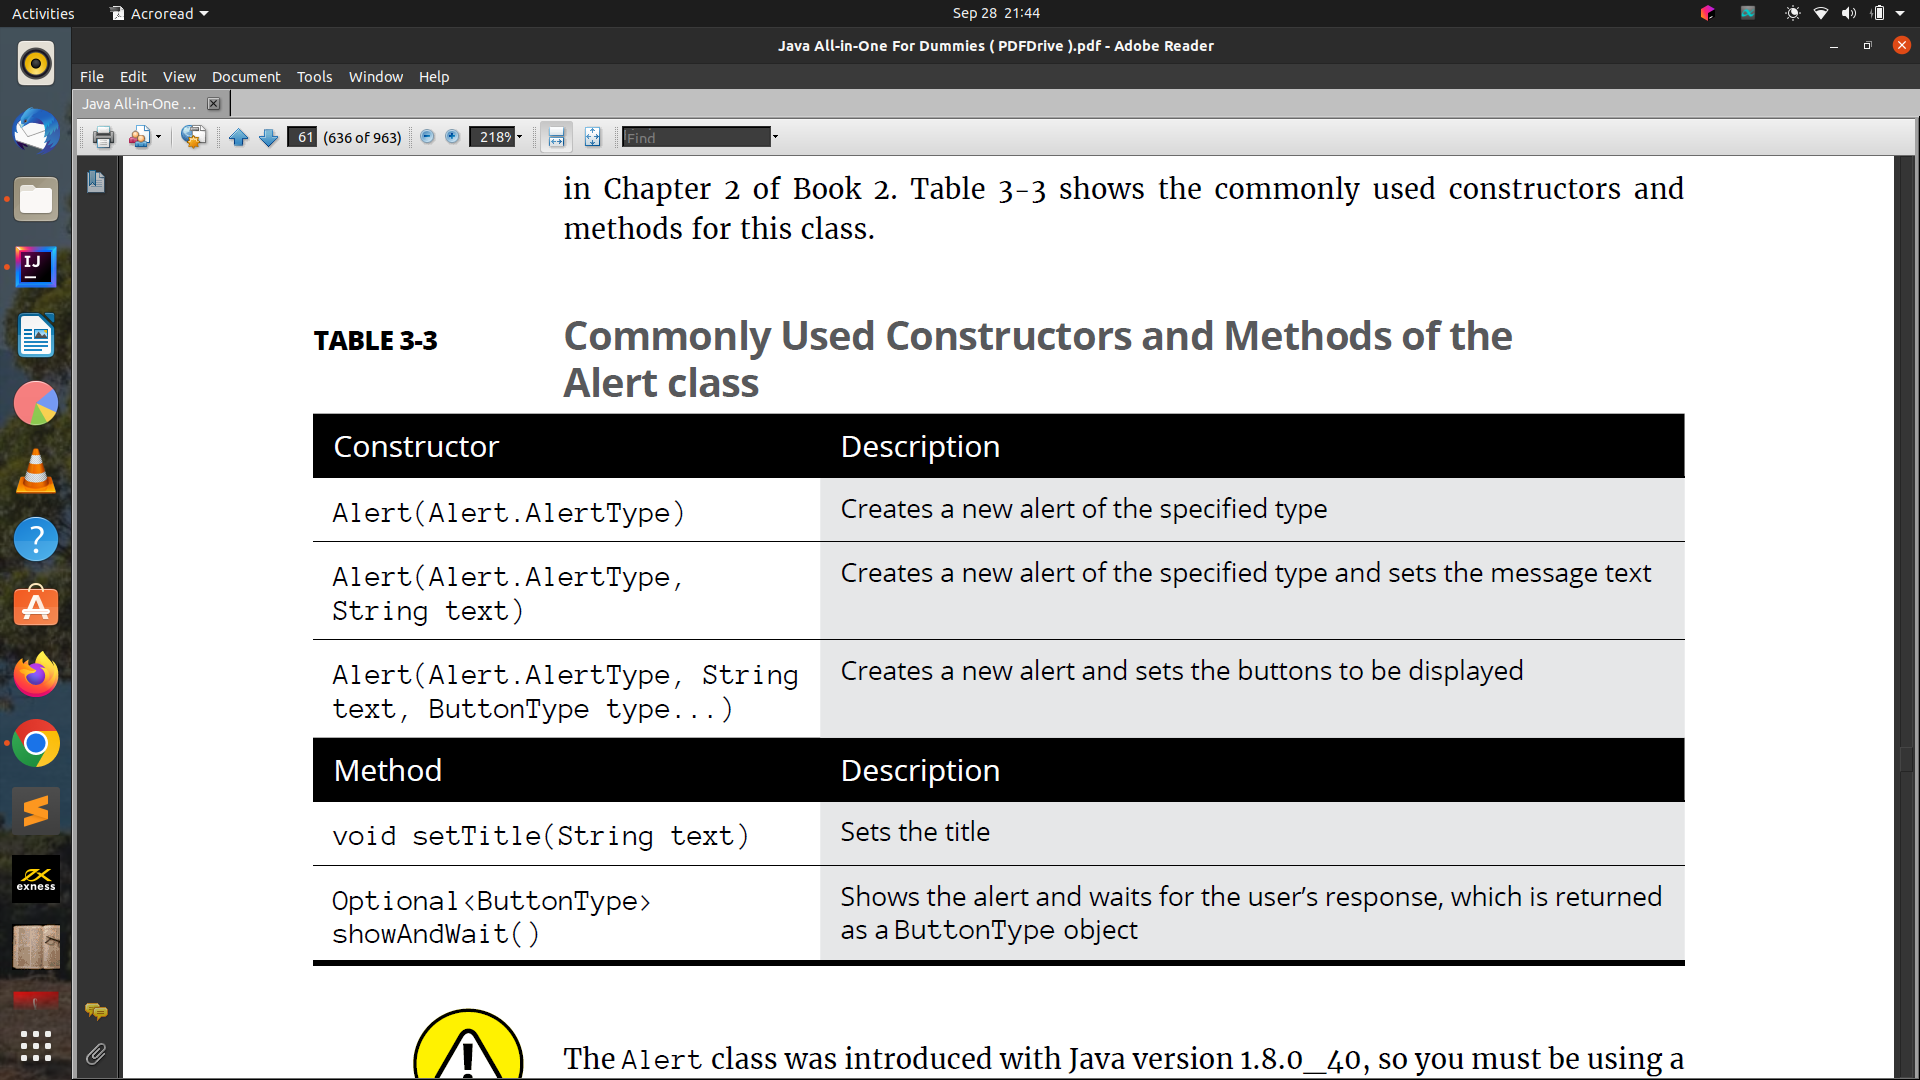 Activities
Acroread
Sep 28 21:44
Java All-in-One For Dummies ( PDFDrive ).pdf - Adobe Reader
File Edit View Document Tools Window Help
Java All-in-One ...
61 (636 of 963) 218% Find
in Chapter 2 of Book 2. Table 3-3 shows the commonly used constructors and
methods for this class.
TABLE 3-3
Commonly Used Constructors and Methods of the
Alert class
Constructor
Description
Alert(Alert.AlertType)
Creates a new alert of the specified type
Alert(Alert.AlertType,
String text)
Creates a new alert of the specified type and sets the message text
Alert(Alert.AlertType, String
text, ButtonType type...)
Creates a new alert and sets the buttons to be displayed
Method
Description
void setTitle(String text)
Sets the title
Optional<ButtonType>
showAndWait()
Shows the alert and waits for the user’s response, which is returned
as a ButtonType object
The Alert class was introduced with Java version 1.8.0_40, so you must be using a
IJ
exness